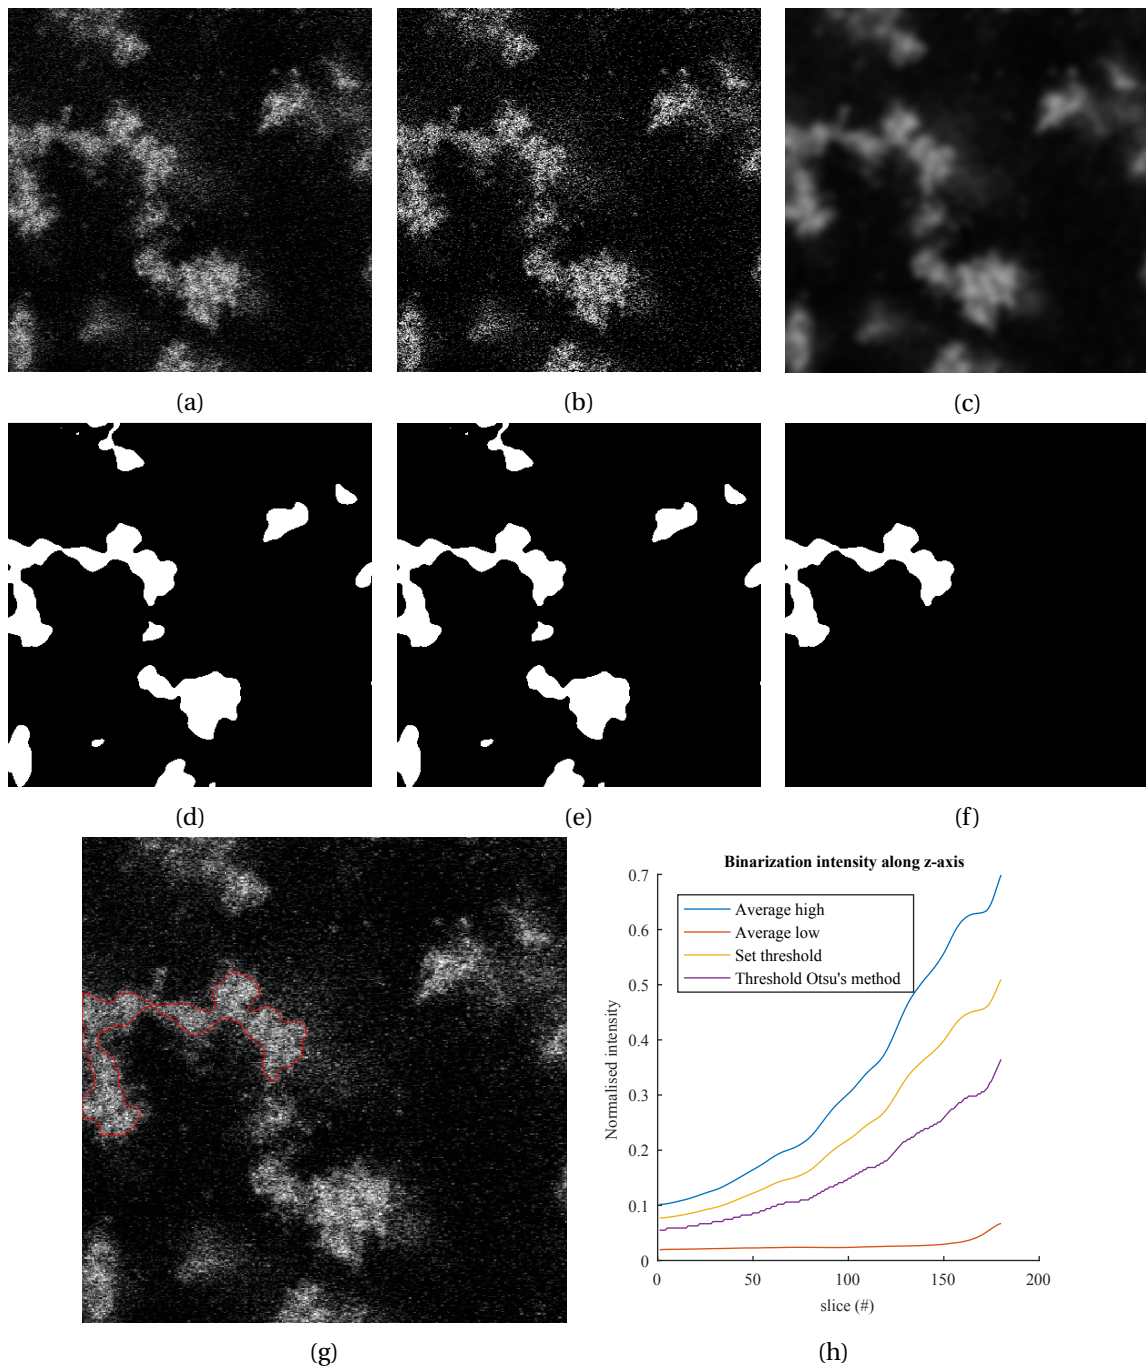 (a)
(b)
(c)
(d)
(e)
(f)
Binarization intensity along z-axis
0.7
0.6
0.5
0.4
0.3
0.2
0.1
0
Normalised intensity
Average high
Average low
Set threshold
Threshold Otsu's method
0
50
100
150
200
slice (#)
(g)
(h)